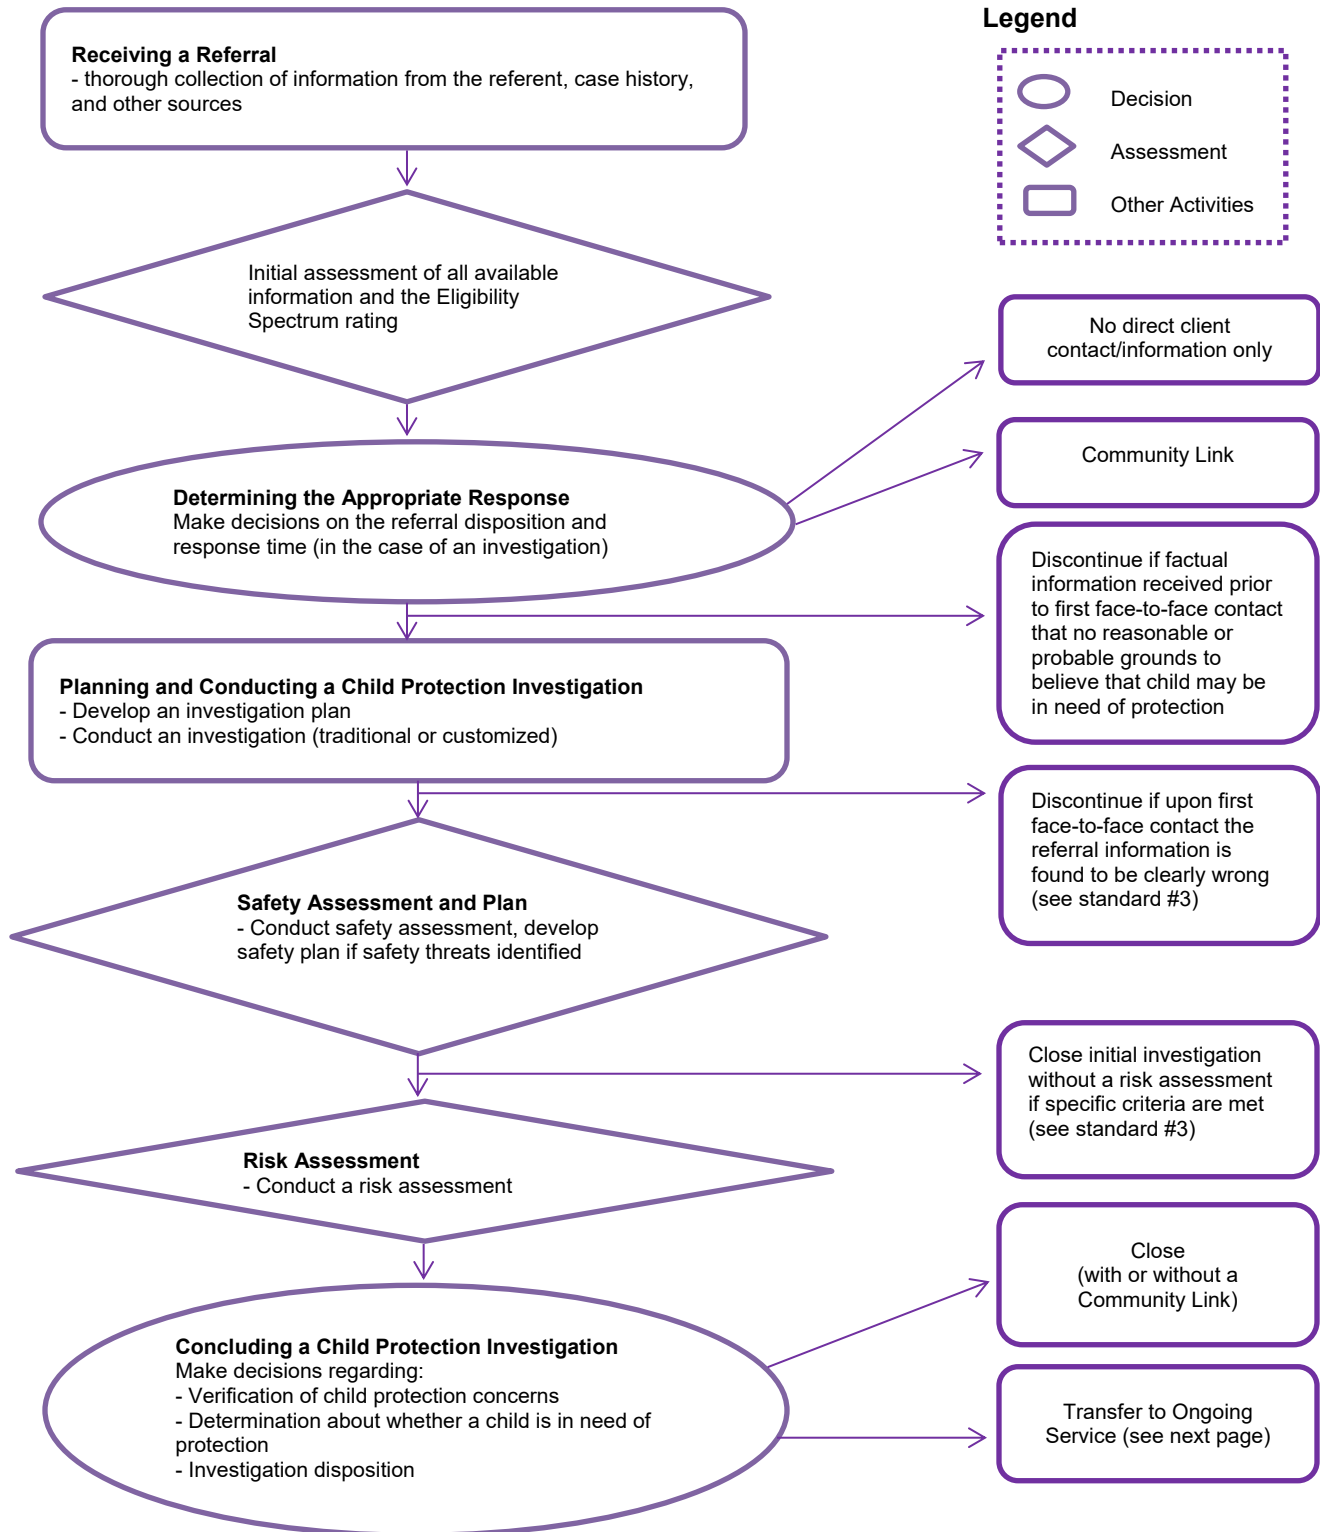 Legend
Decision
Assessment
Other Activities
Receiving a Referral
- thorough collection of information from the referent, case history,
and other sources
Initial assessment of all available
information and the Eligibility
Spectrum rating
No direct client
contact/information only
Community Link
Determining the Appropriate Response
Make decisions on the referral disposition and
response time (in the case of an investigation)
Discontinue if factual
information received prior
to first face-to-face contact
that no reasonable or
probable grounds to
believe that child may be
in need of protection
Planning and Conducting a Child Protection Investigation
- Develop an investigation plan
- Conduct an investigation (traditional or customized)
Discontinue if upon first
face-to-face contact the
referral information is
found to be clearly wrong
(see standard #3)
Safety Assessment and Plan
- Conduct safety assessment, develop
safety plan if safety threats identified
Close initial investigation
without a risk assessment
if specific criteria are met
(see standard #3)
Risk Assessment
- Conduct a risk assessment
Close
(with or without a
Community Link)
Concluding a Child Protection Investigation
Make decisions regarding:
- Verification of child protection concerns
- Determination about whether a child is in need of
protection
- Investigation disposition
Transfer to Ongoing
Service (see next page)